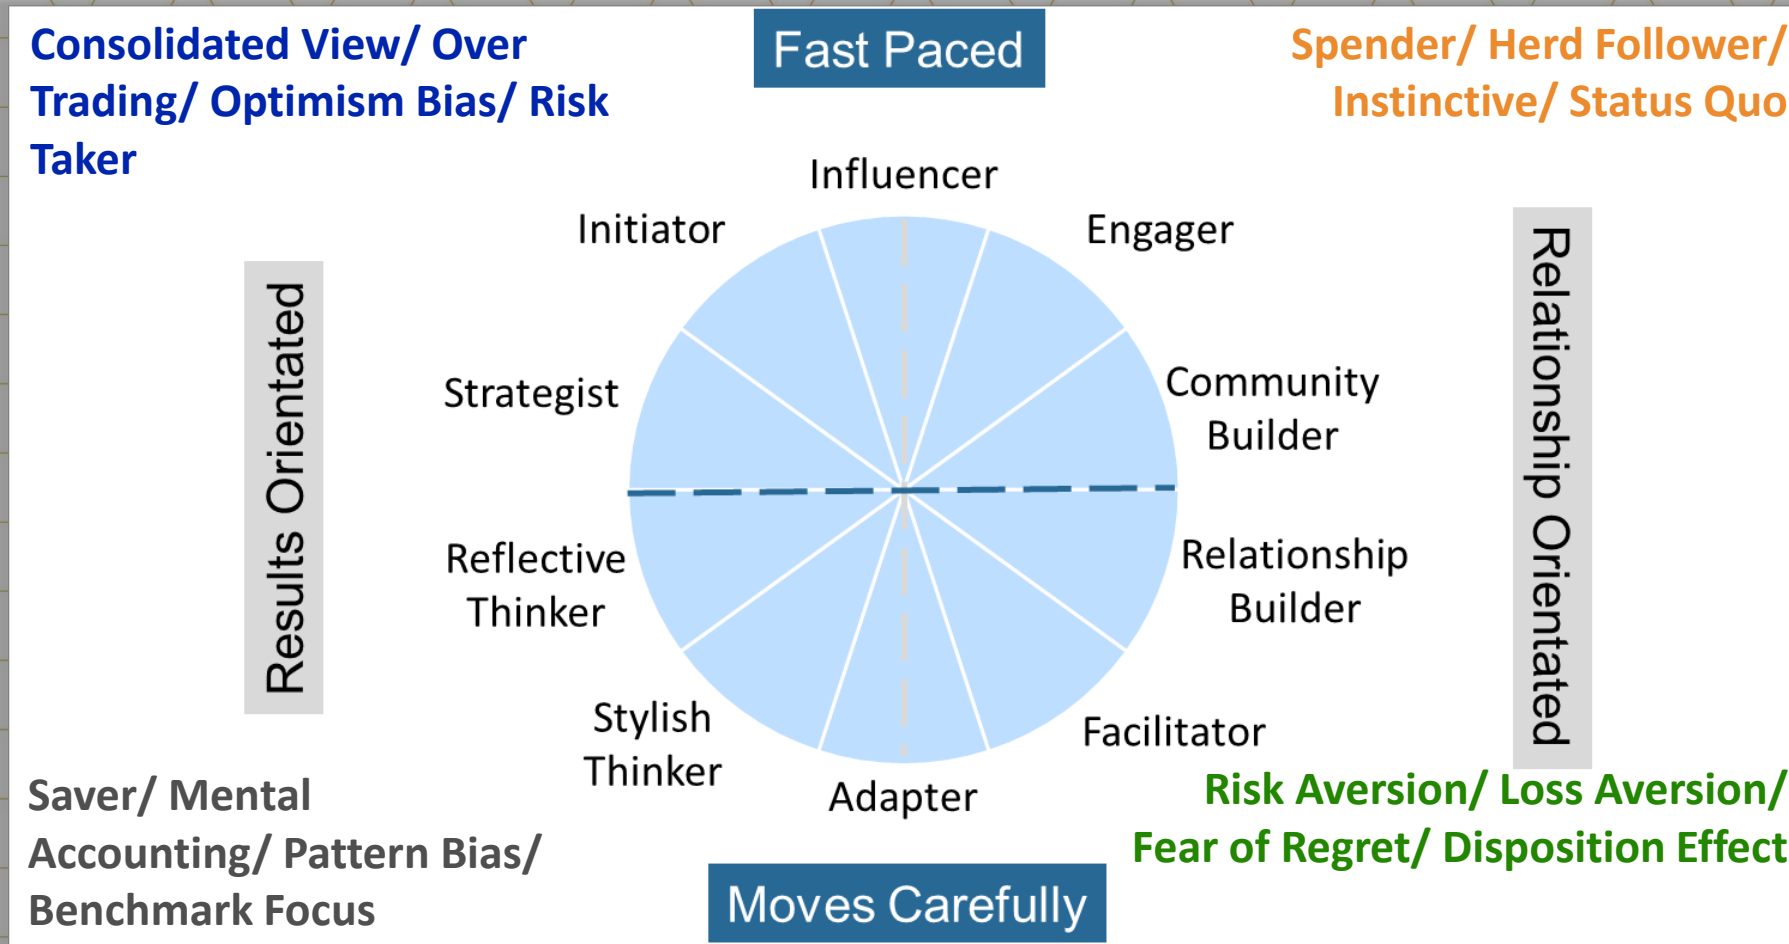 Consolidated View/ Over
Trading/ Optimism Bias/ Risk
Taker
Fast Paced
Spender/ Herd Follower/
Instinctive/ Status Quo
Influencer
Initiator
Engager
Strategist
Community
Builder
Results Orientated
Relationship Orientated
Reflective
Thinker
Relationship
Builder
Stylish
Thinker
Facilitator
Adapter
Saver/ Mental
Accounting/ Pattern Bias/
Benchmark Focus
Risk Aversion/ Loss Aversion/
Fear of Regret/ Disposition Effect
Moves Carefully